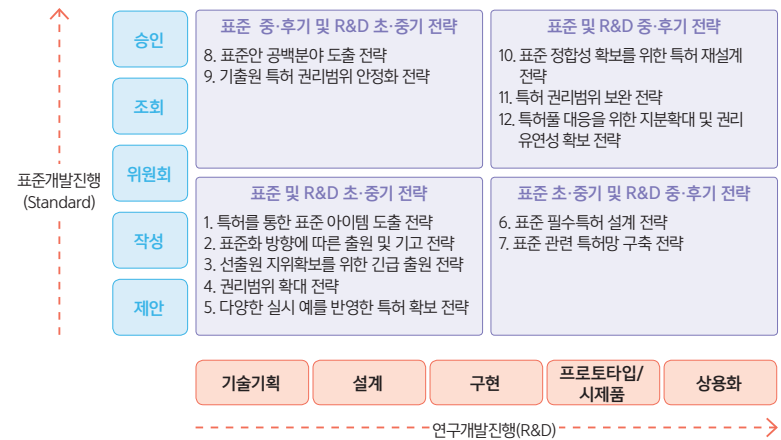 표준개발진행
(Standard)
승인
조회
위원회
작성
제안
표준 중·후기 및 R&D 초·중기 전략
8. 표준안 공백분야 도출 전략
9. 기출원 특허 권리범위 안정화 전략
표준 및 R&D 중·후기 전략
10. 표준 정합성 확보를 위한 특허 재설계
전략
11. 특허 권리범위 보완 전략
12. 특허풀 대응을 위한 지분확대 및 권리
유연성 확보 전략
표준 및 R&D 초·중기 전략
1. 특허를 통한 표준 아이템 도출 전략
2. 표준화 방향에 따른 출원 및 기고 전략
3. 선출원 지위확보를 위한 긴급 출원 전략
4. 권리범위 확대 전략
5. 다양한 실시 예를 반영한 특허 확보 전략
표준 초·중기 및 R&D 중·후기 전략
6. 표준 필수특허 설계 전략
7. 표준 관련 특허망 구축 전략
기술기획
설계
구현
프로토타입/
시제품
상용화
연구개발진행(R&D)